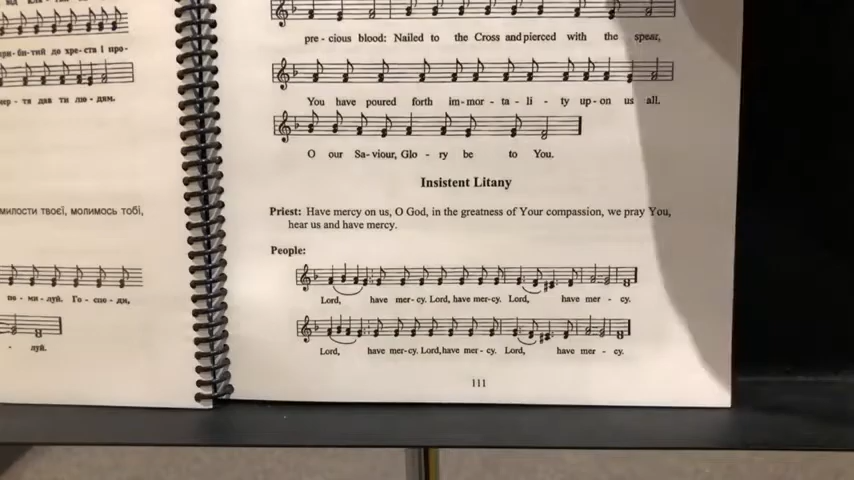 при-би-тий до хре-ста і про-
тя дав ти лю-дям.
милости твоєї, молимось тобі,
по-ми-луй. Го-спо-ди,
- луй.
pre-cious blood: Nailed to the Cross and pierced with the spear,
You have poured forth im-mor-ta-li-ty up-on us all.
O our Sa-viour, Glo-ry be to You.
Insistent Litany
Priest: Have mercy on us, O God, in the greatness of Your compassion, we pray You,
hear us and have mercy.
People:
Lord, have mer-cy. Lord, have mer-cy. Lord, have mer-cy.
Lord, have mer-cy. Lord, have mer-cy. Lord, have mer-cy.
111